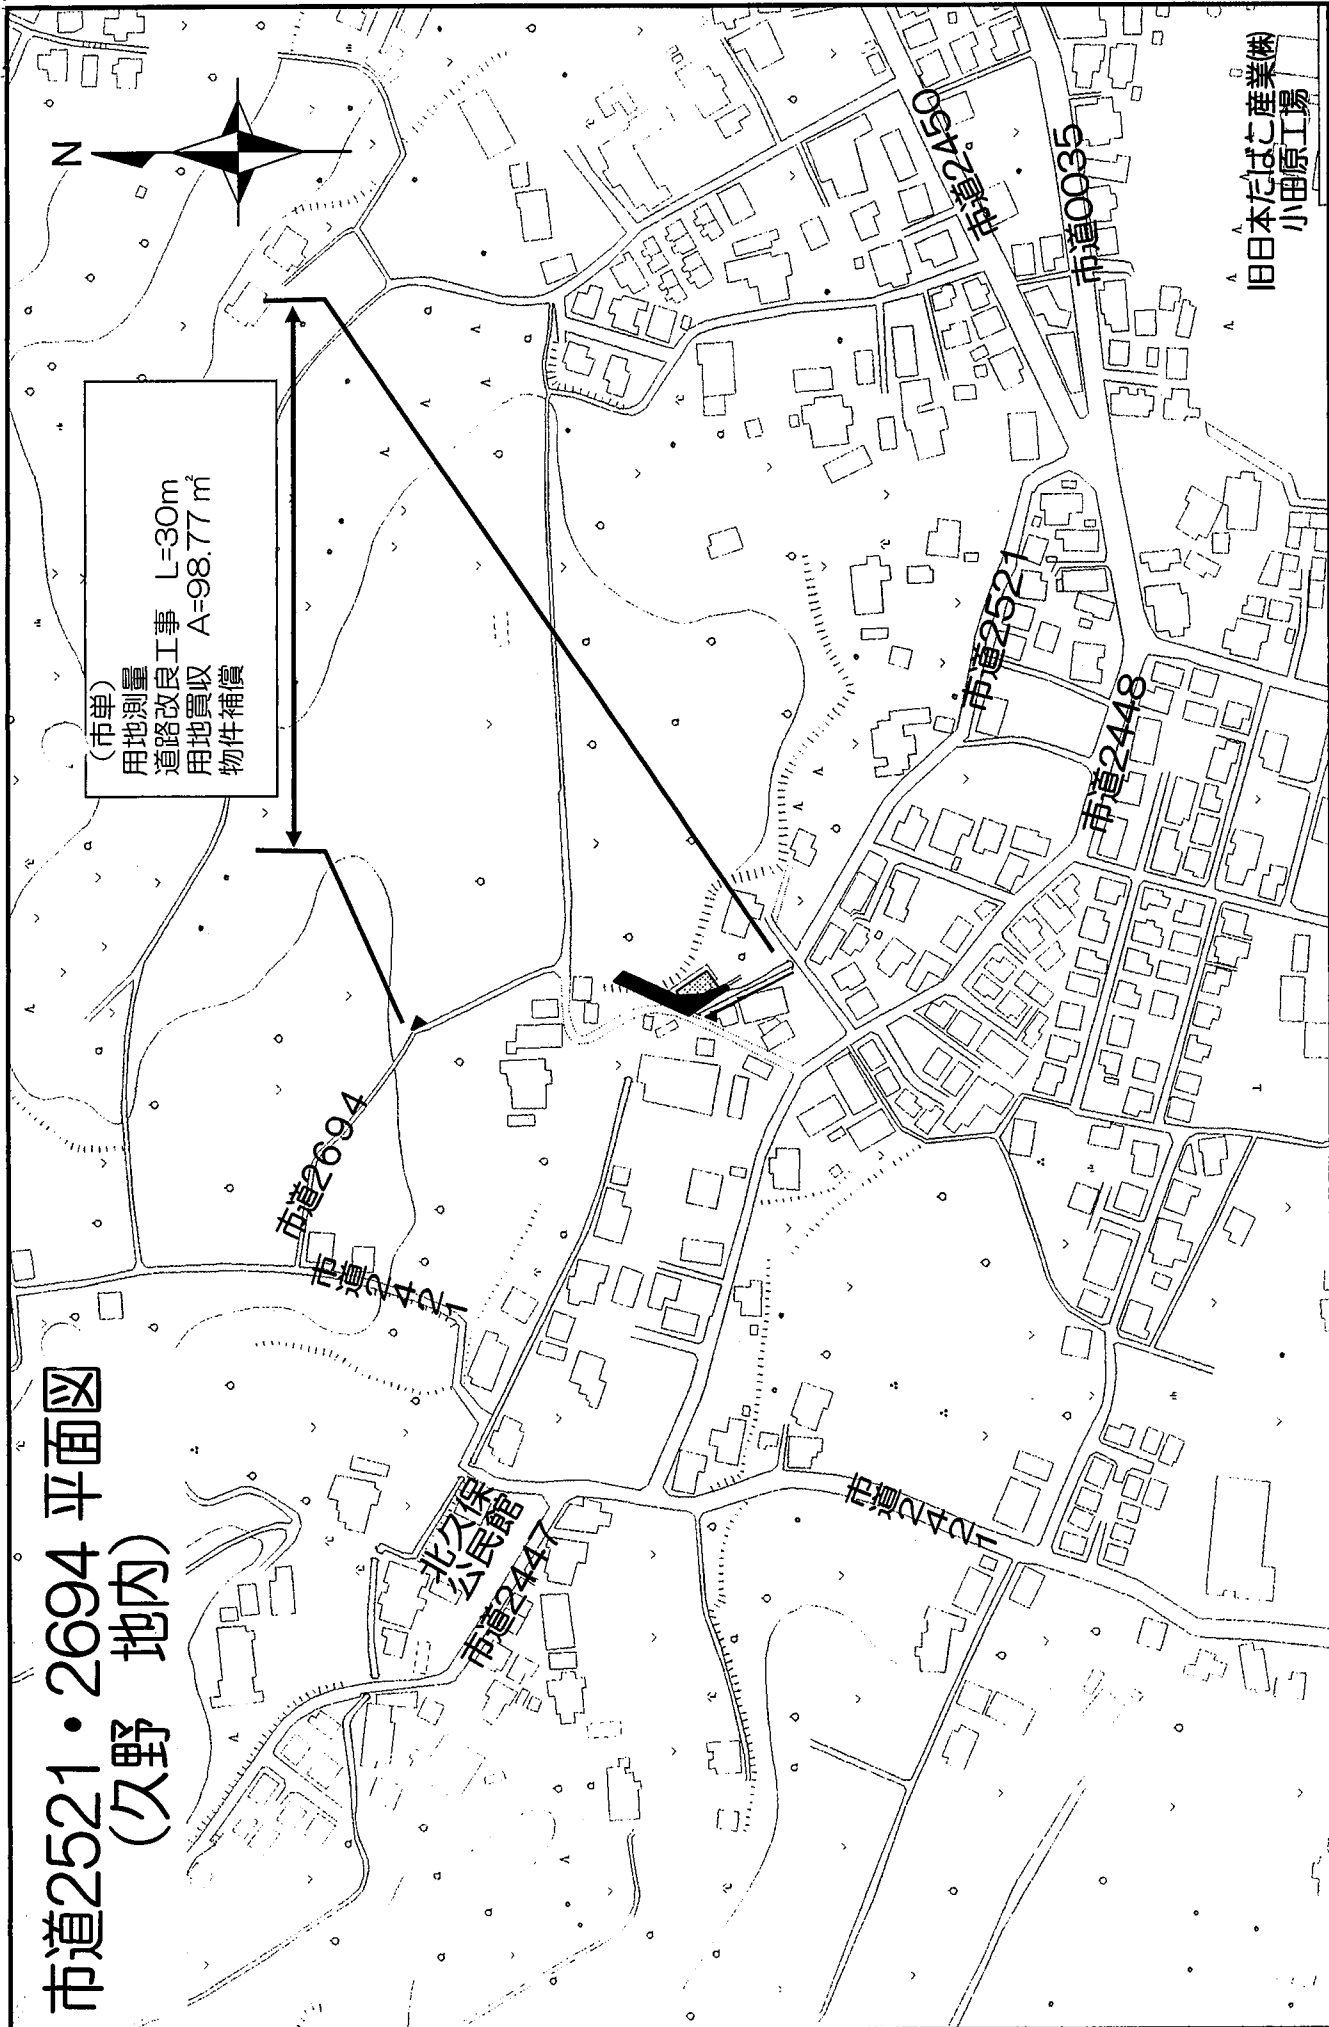 市道2521・2694 平面図
（久野　地内）
N
（市単）
用地測量
道路改良工事　L=30m
用地買収　A=98.77㎡
物件補償
市道2694
市道2421
北久保
公民館
市道2447
市道2421
市道2521
市道2448
市道2450
市道0035
旧日本たばこ産業㈱
小田原工場